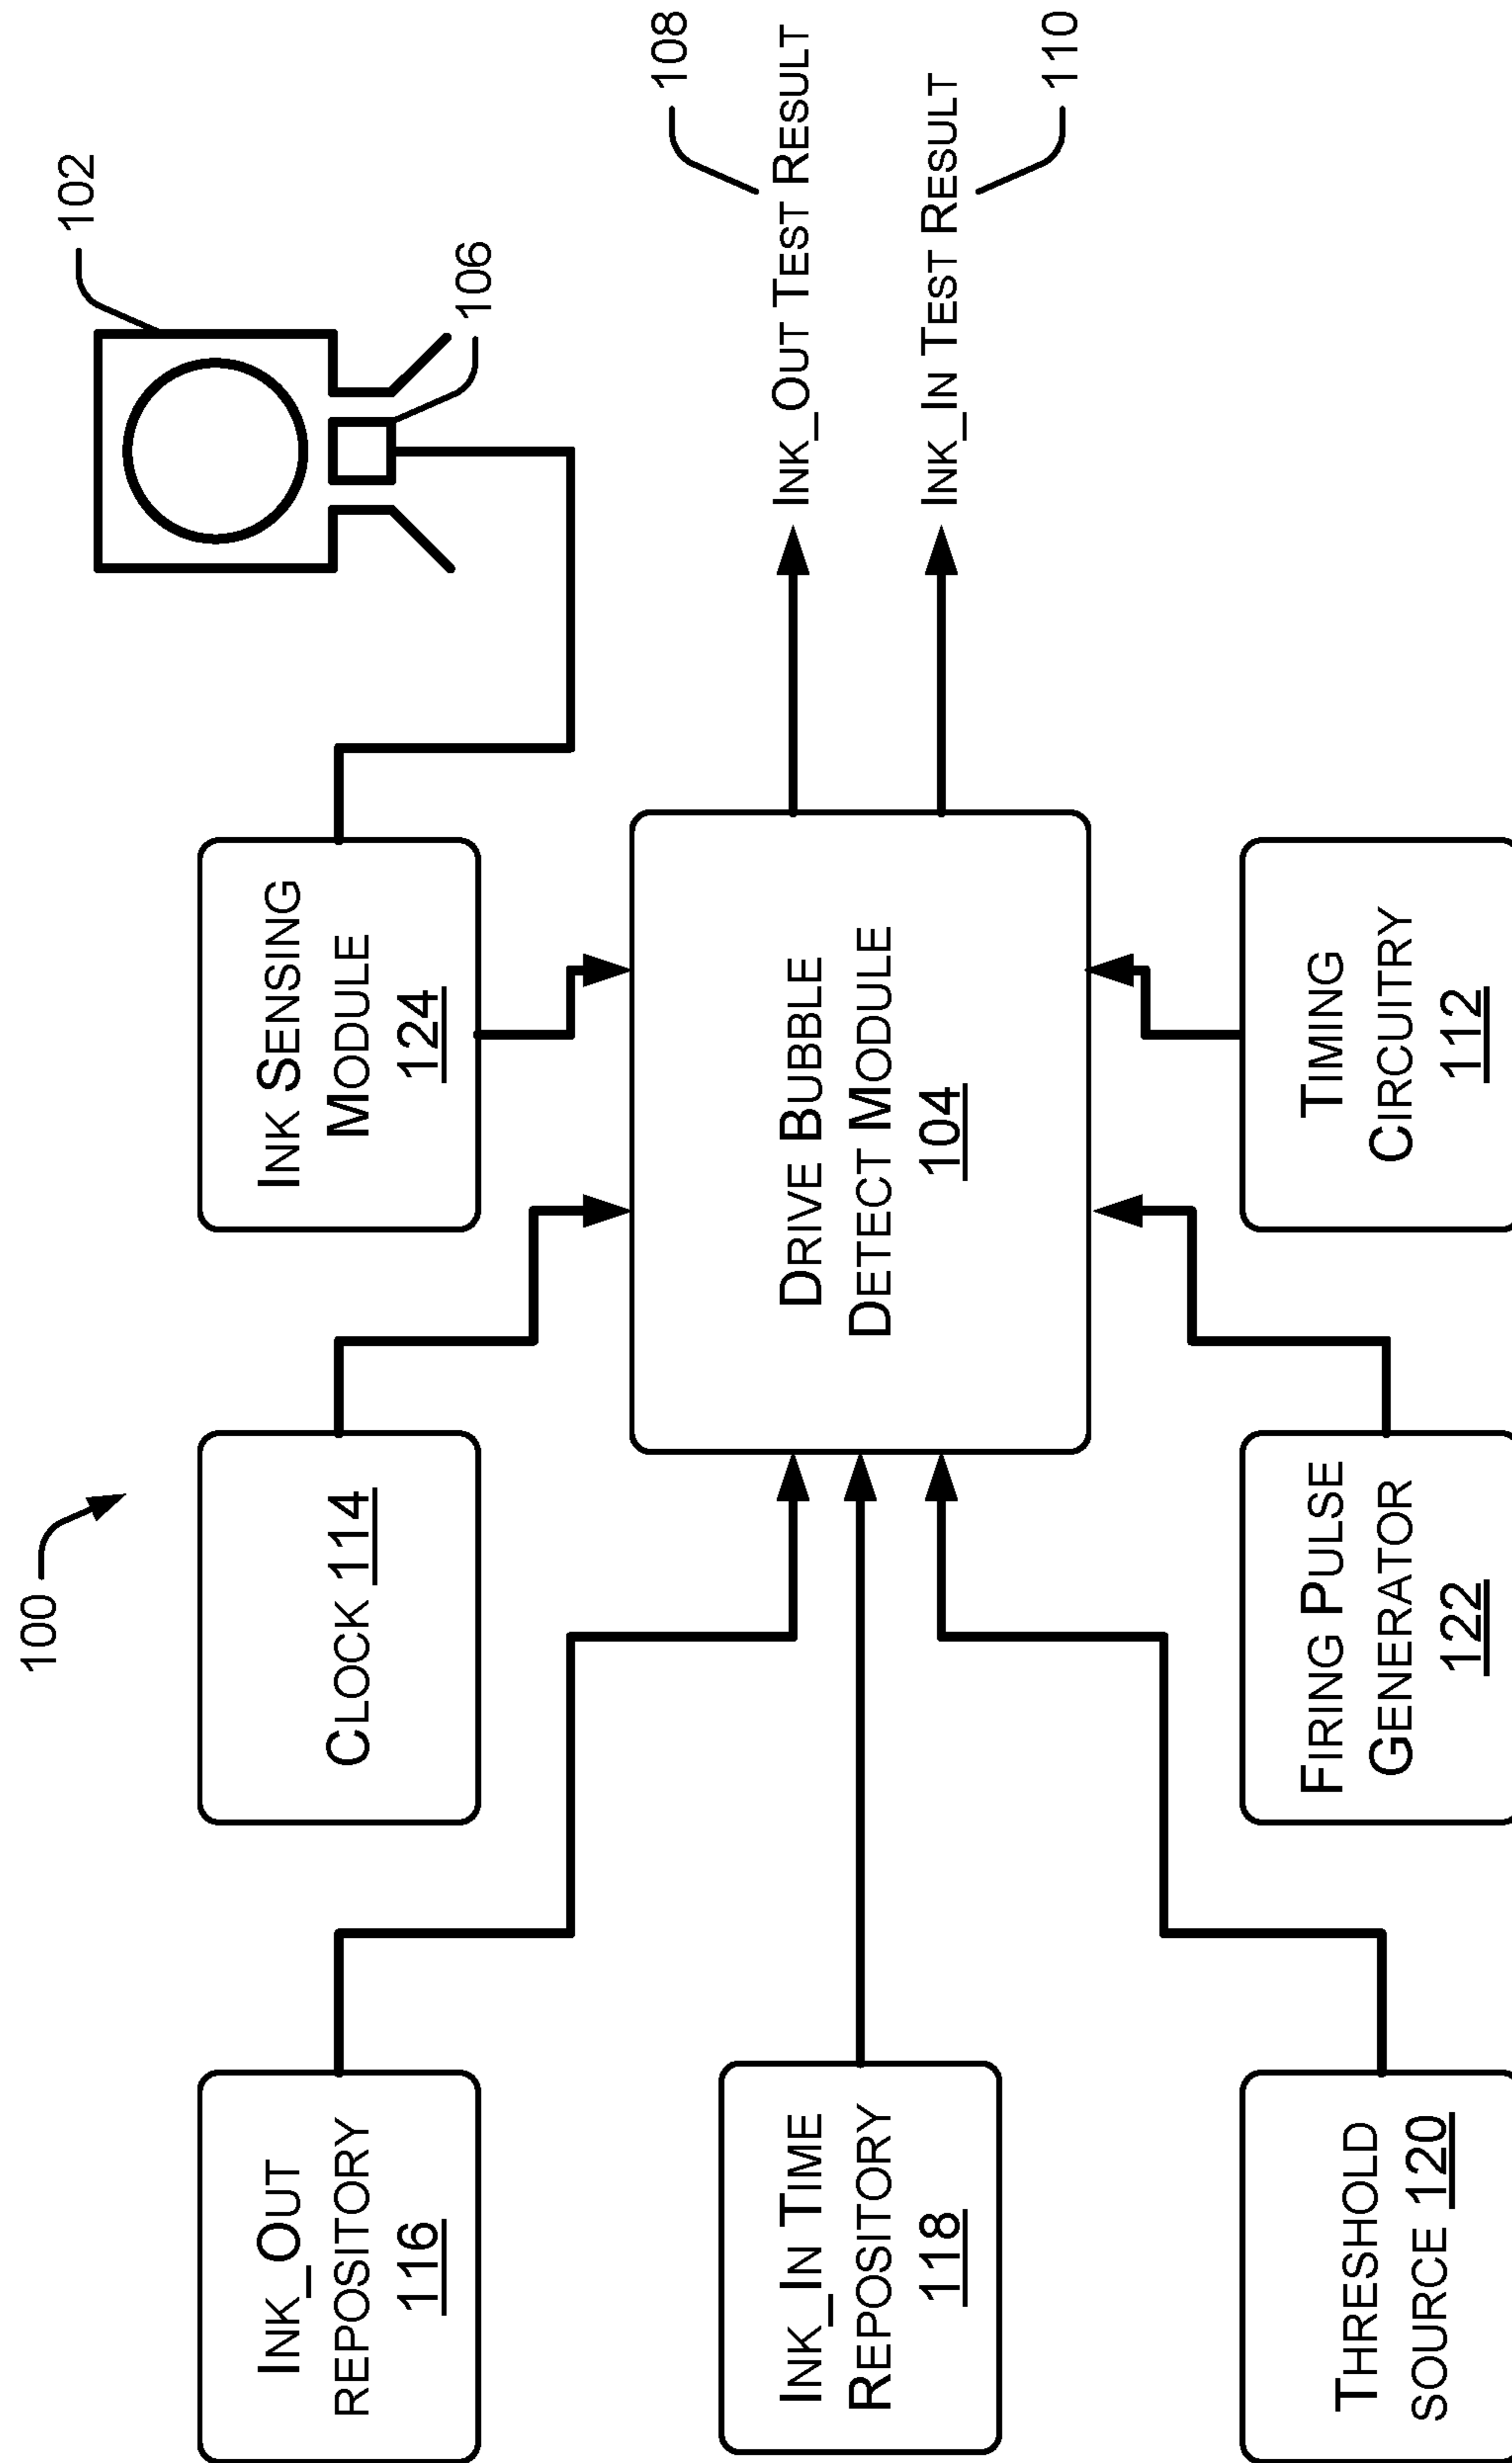 100
102
106
INK_OUT
REPOSITORY
116
CLOCK 114
INK SENSING
MODULE
124
INK_IN TIME
REPOSITORY
118
DRIVE BUBBLE
DETECT MODULE
104
108
INK_OUT TEST RESULT
INK_IN TEST RESULT
110
THRESHOLD
SOURCE 120
FIRING PULSE
GENERATOR
122
TIMING
CIRCUITRY
112